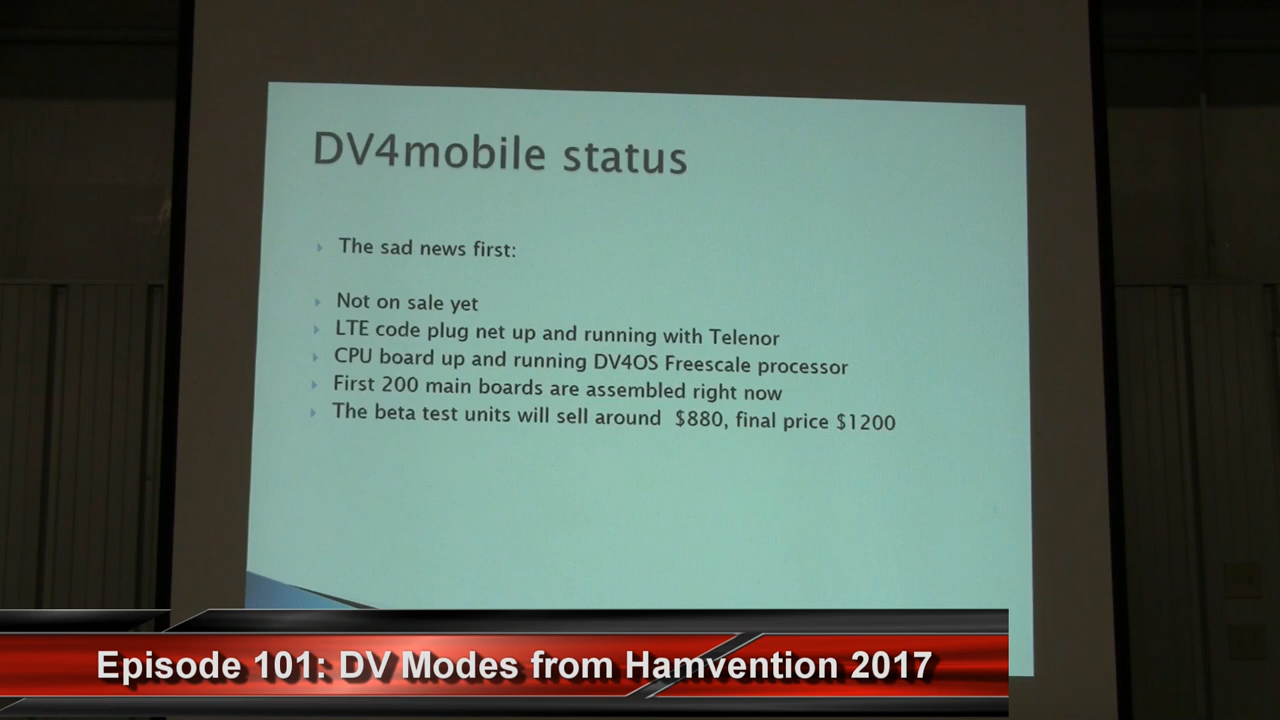 DV4mobile status
The sad news first:
Not on sale yet
LTE code plug net up and running with Telenor
CPU board up and running DV4OS Freescale processor
First 200 main boards are assembled right now
The beta test units will sell around $880, final price $1200
Episode 101: DV Modes from Hamvention 2017